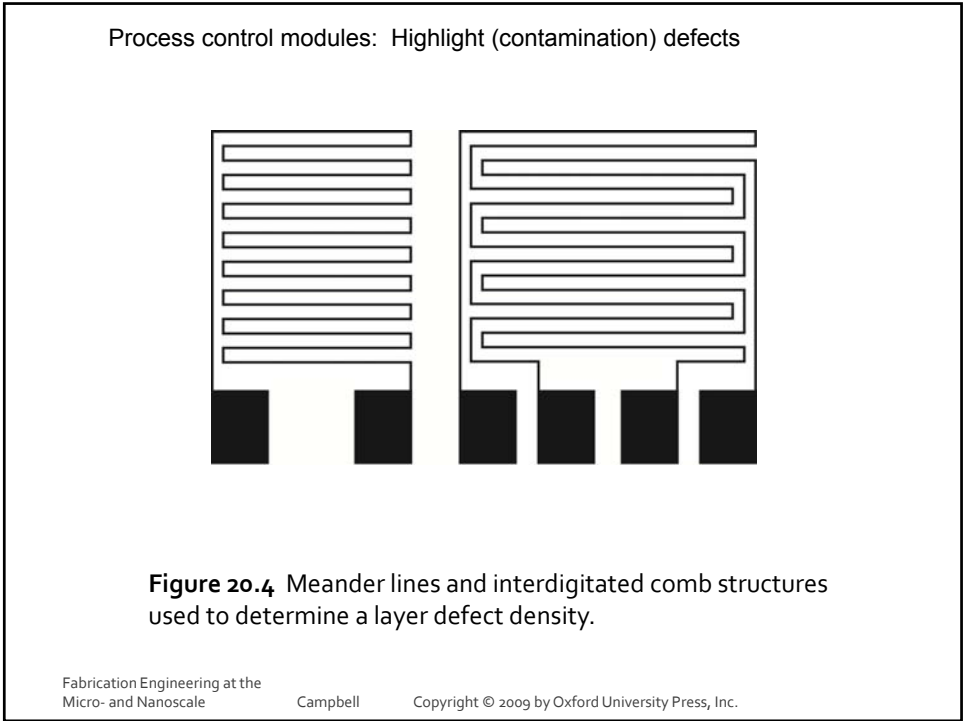 Process control modules:  Highlight (contamination) defects
Figure 20.4  Meander lines and interdigitated comb structures
used to determine a layer defect density.
Fabrication Engineering at the
Micro- and Nanoscale
Campbell
Copyright © 2009 by Oxford University Press, Inc.